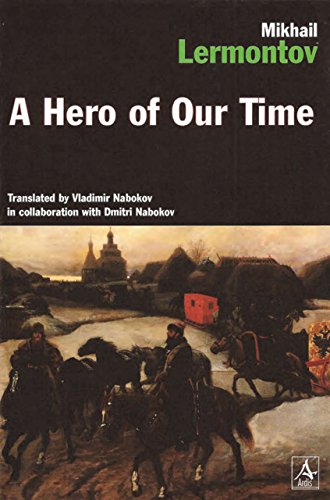 Mikhail
Lermontov
A Hero of Our Time
Translated by Vladimir Nabokov
in collaboration with Dmitri Nabokov
Ardis